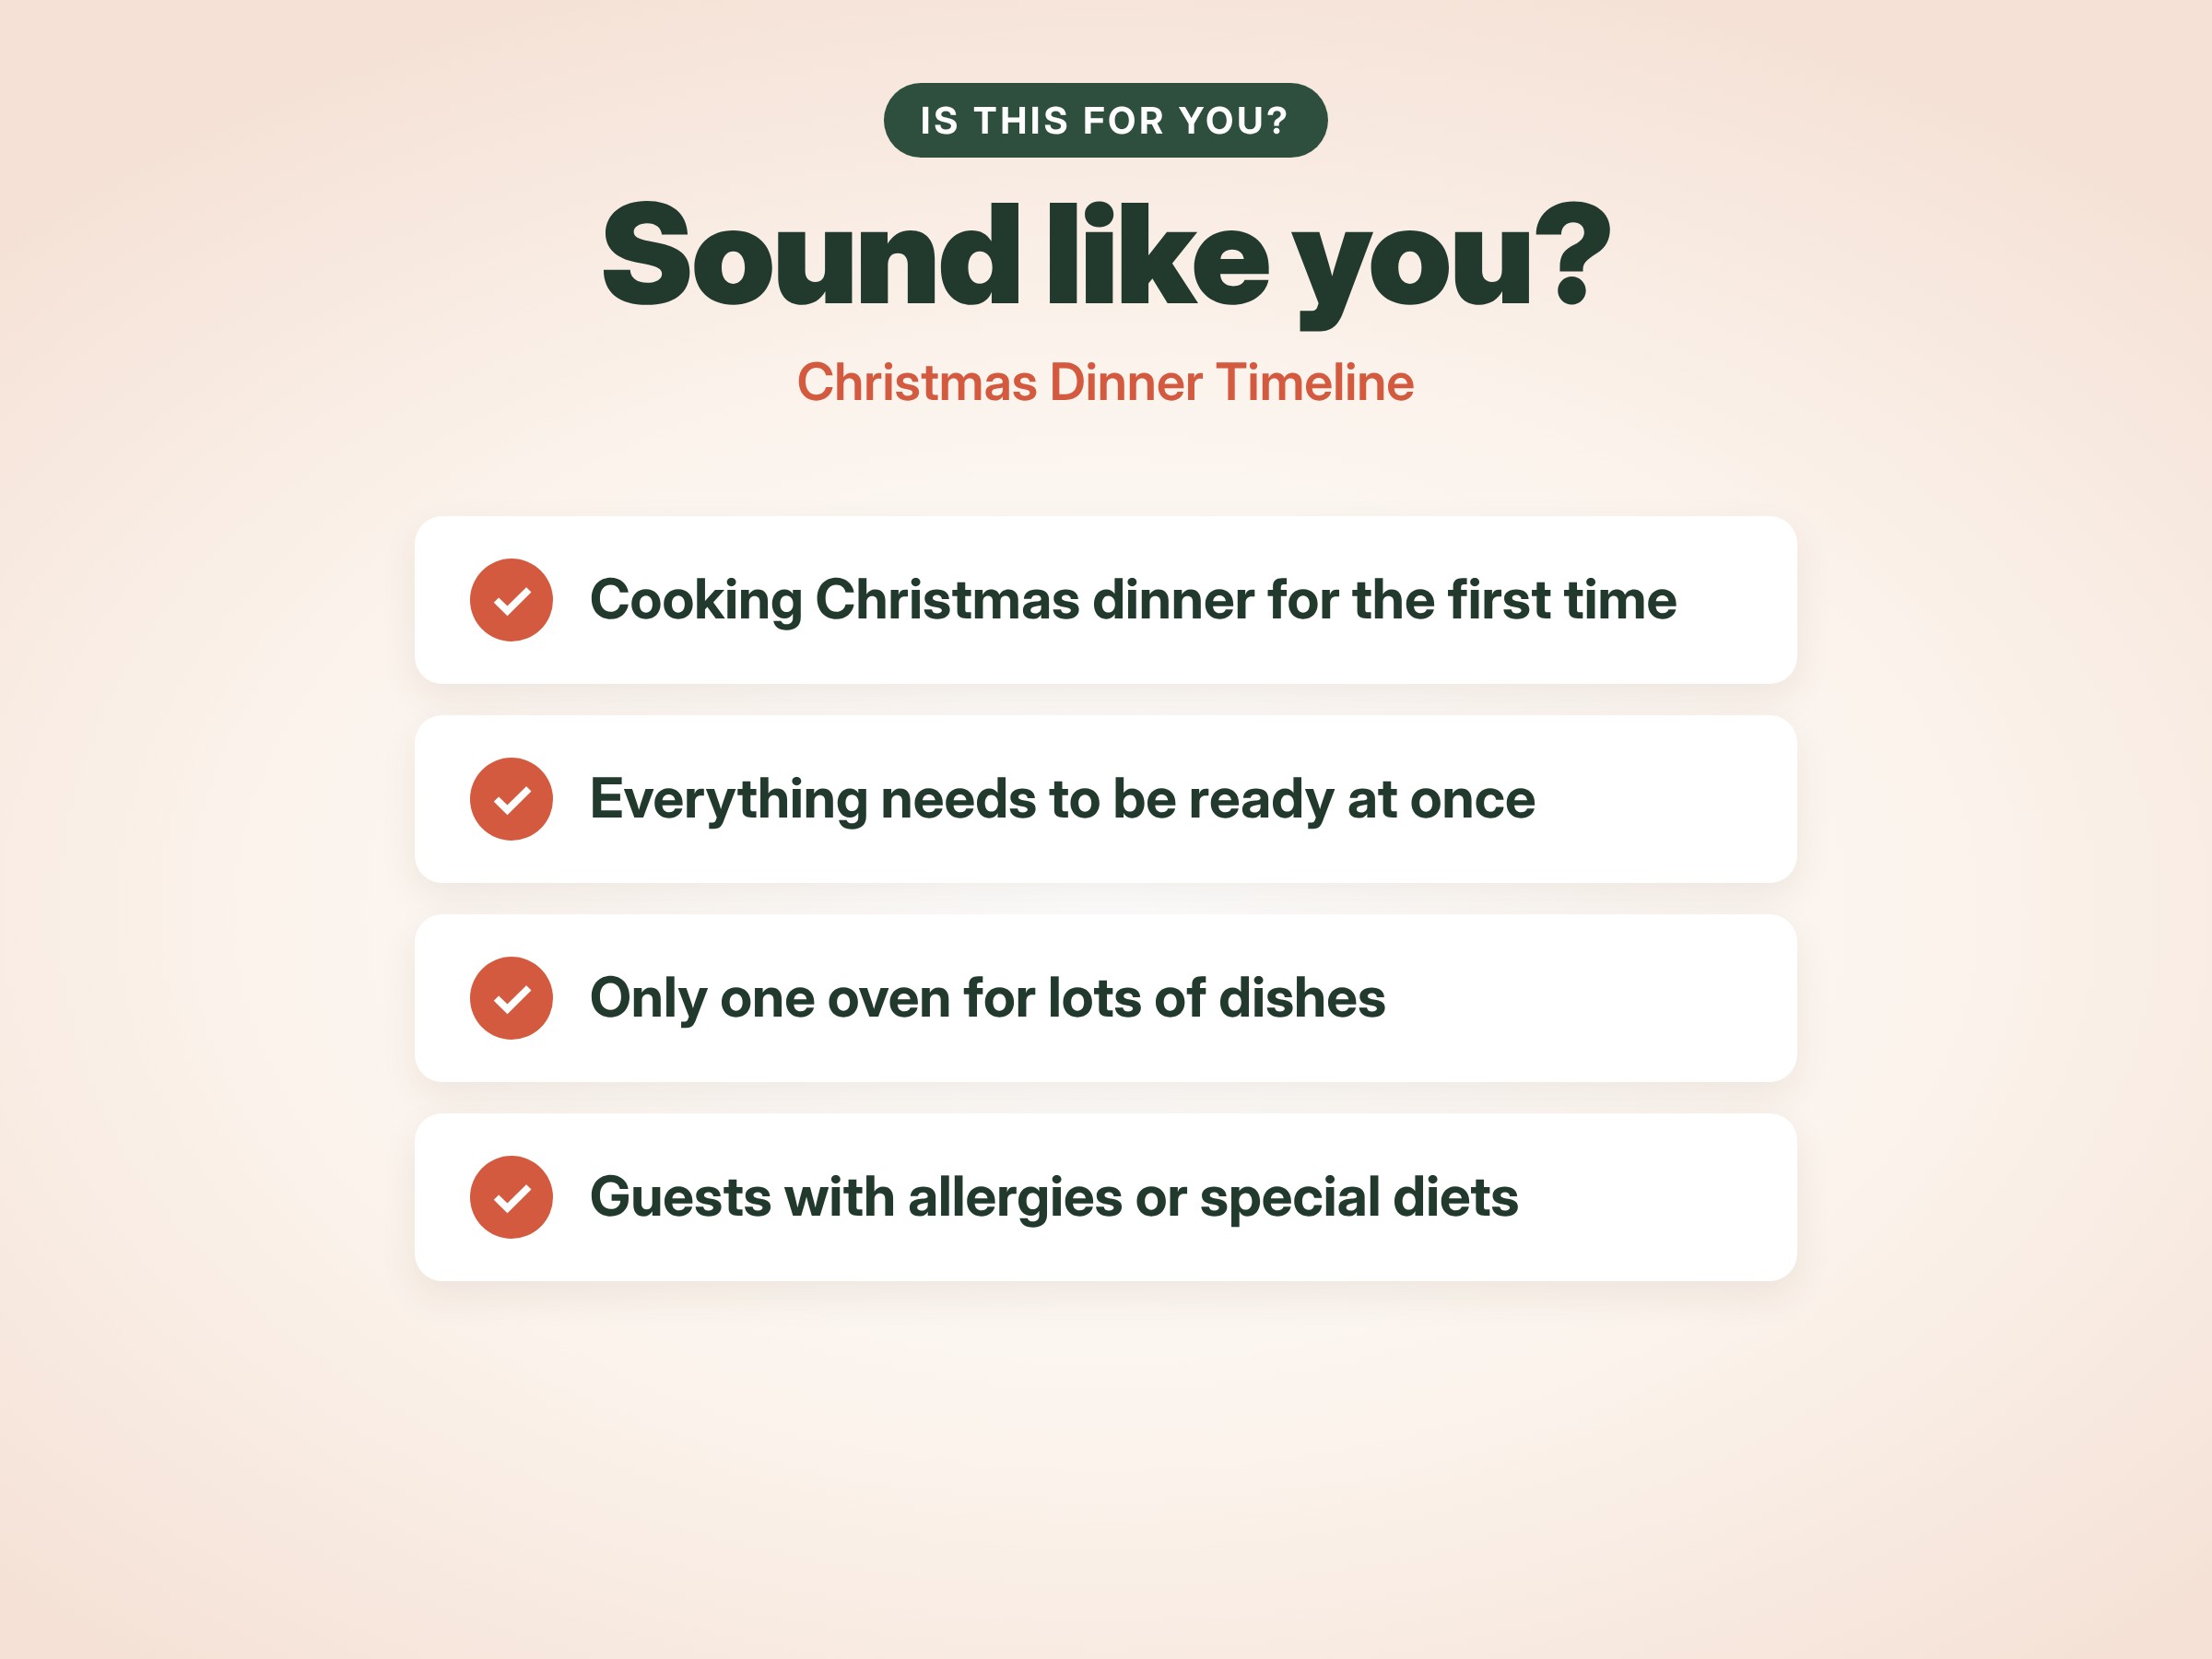 IS THIS FOR YOU?
Sound like you?
Christmas Dinner Timeline
Cooking Christmas dinner for the first time
Everything needs to be ready at once
Only one oven for lots of dishes
Guests with allergies or special diets